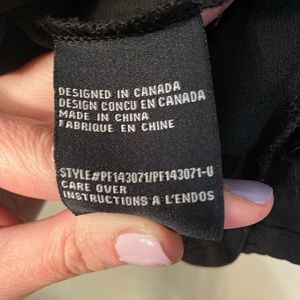 DESIGNED IN CANADA
DESIGN CONCU EN CANADA
MADE IN CHINA
FABRIQUE EN CHINE
STYLE#PF143071/PF143071-U
CARE OVER
INSTRUCTIONS A L'ENDOS